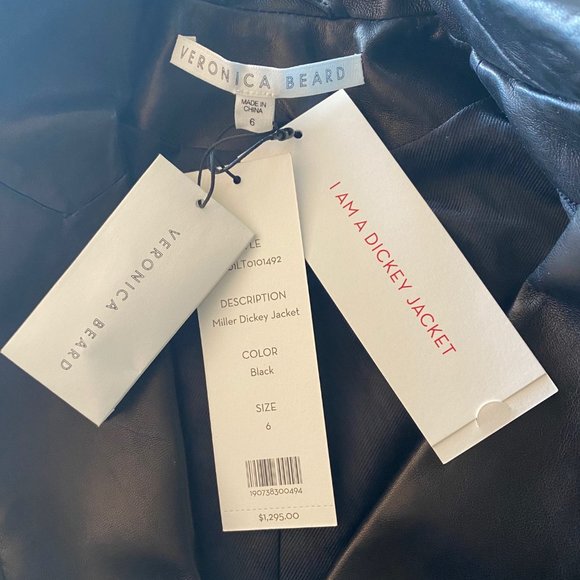 VERONICA BEARD
MADE IN
CHINA
6
VERONICA BEARD
I AM A DICKEY JACKET
DESCRIPTION
Miller Dickey Jacket
COLOR
Black
SIZE
6
190738300494
$1,295.00